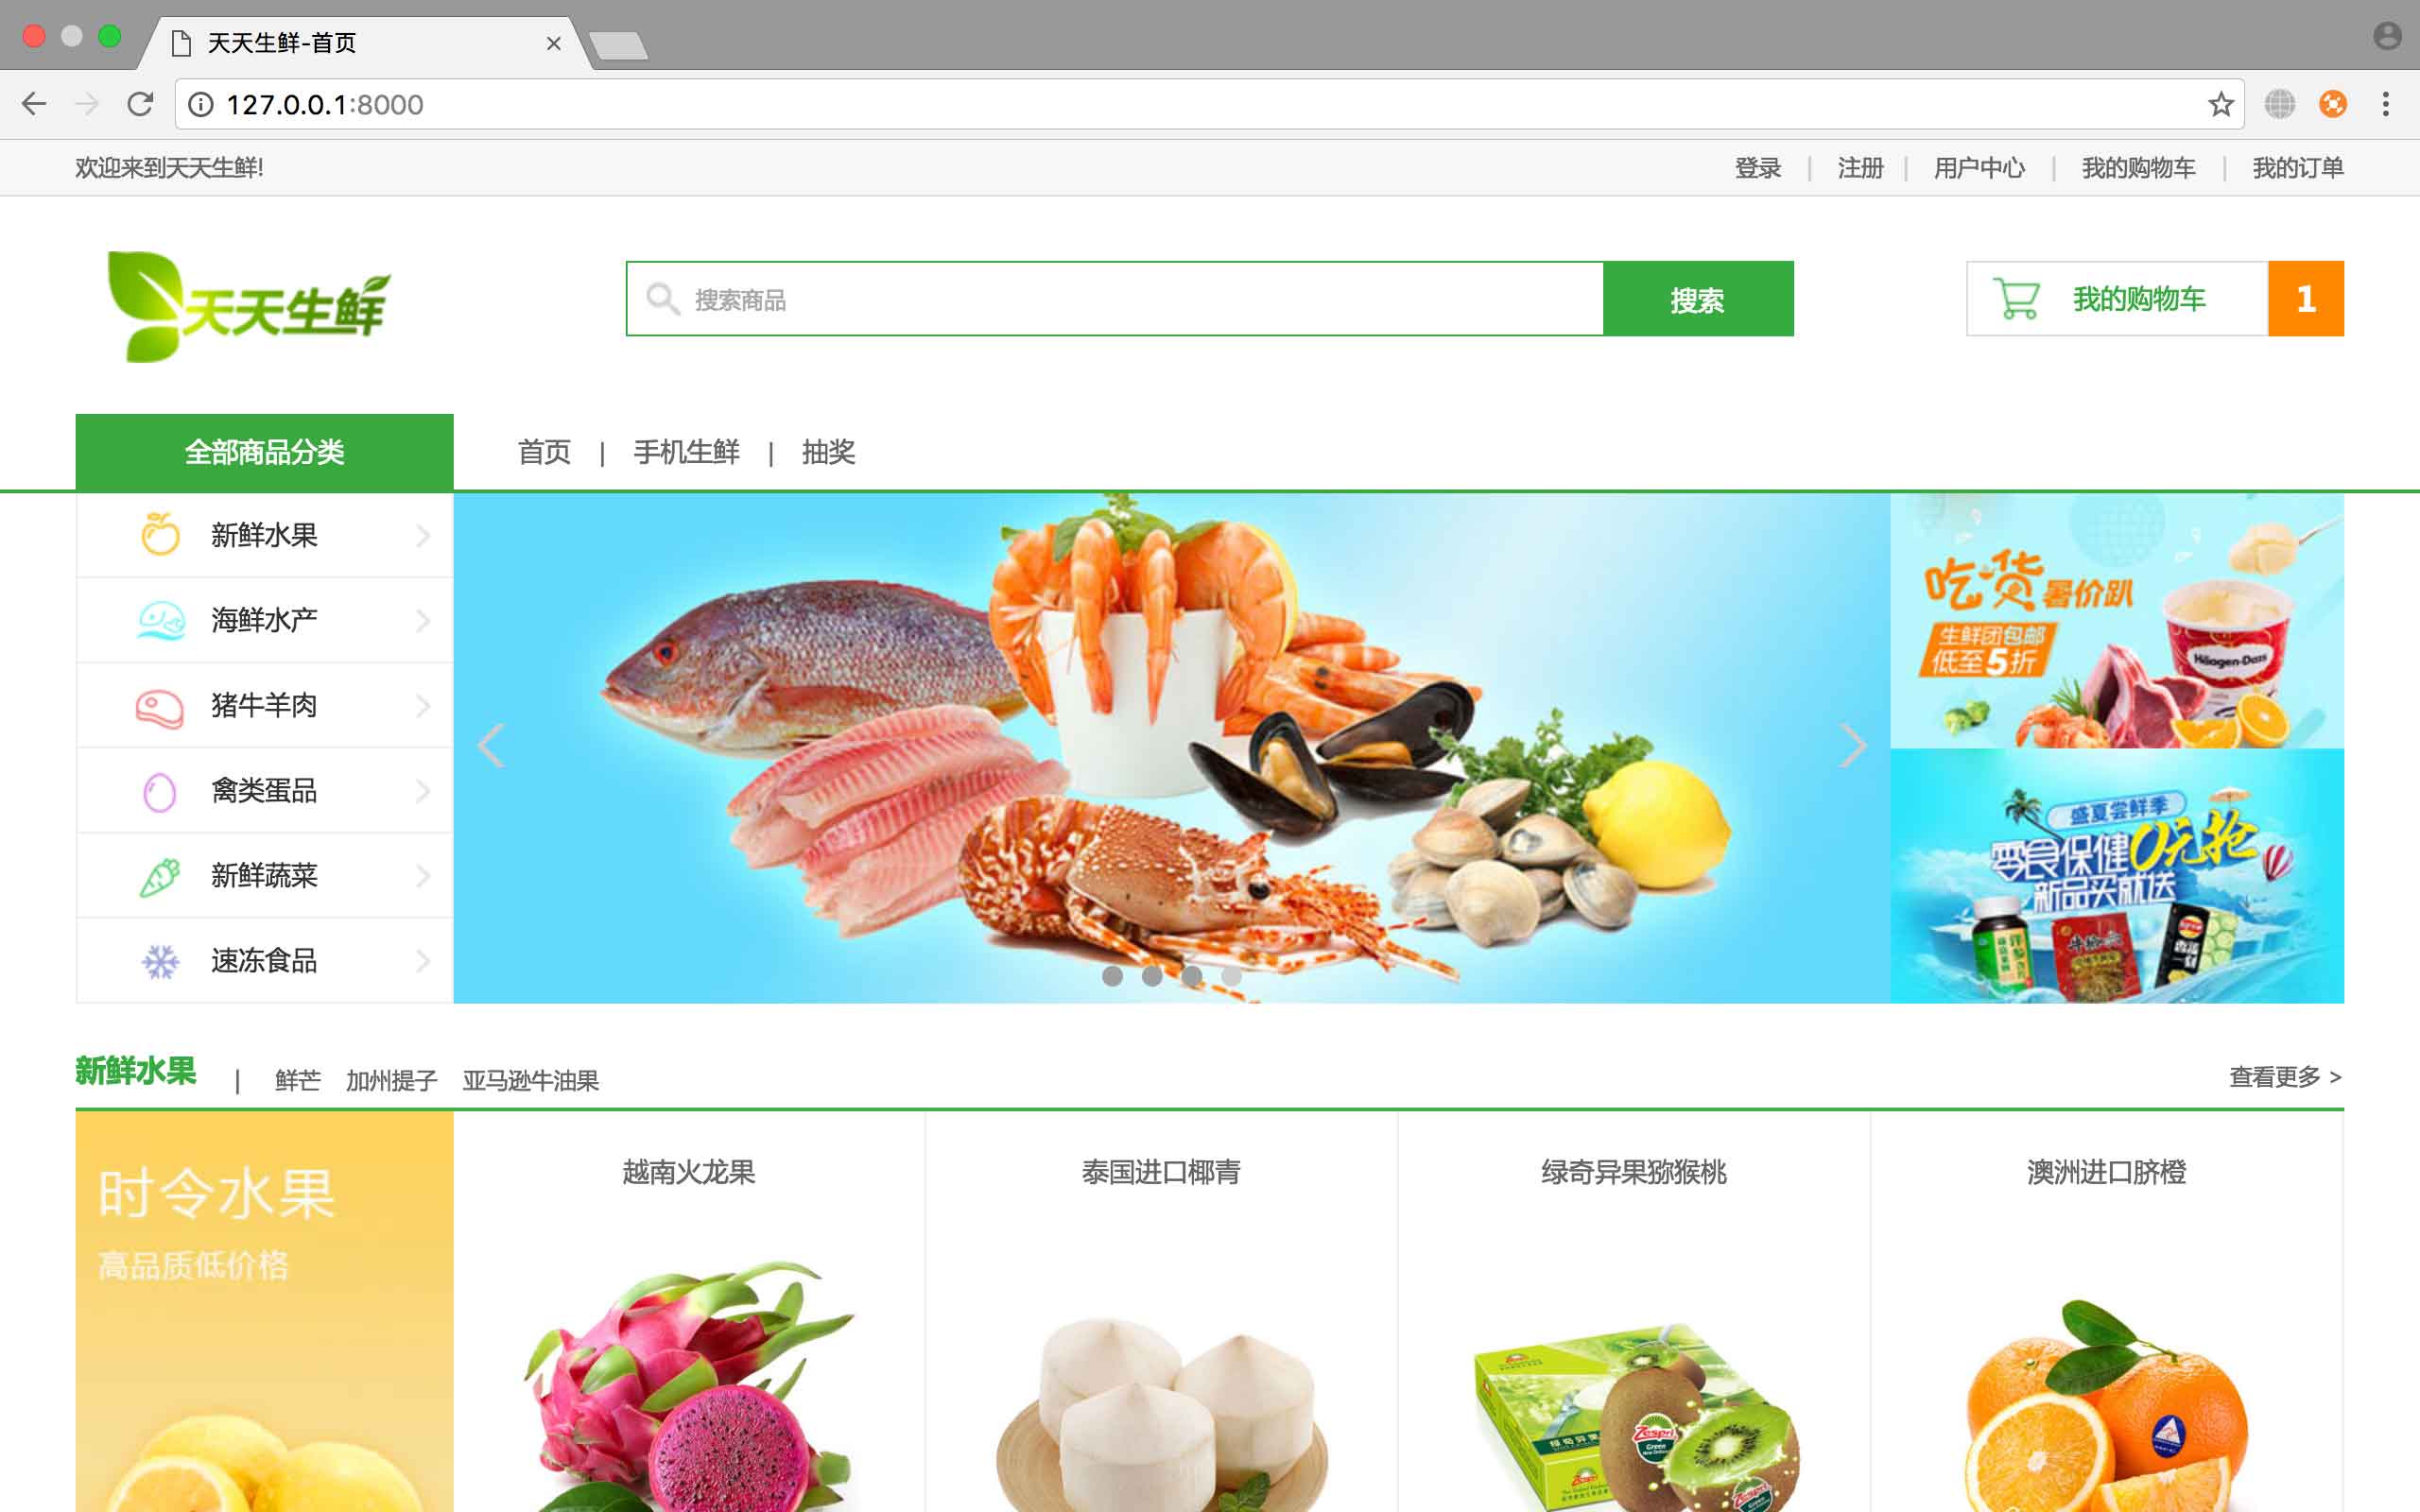 天天生鲜-首页
127.0.0.1:8000
欢迎来到天天生鲜!
登录 | 注册 | 用户中心 | 我的购物车 | 我的订单
天天生鲜
搜索商品
搜索
我的购物车 1
全部商品分类
首页 | 手机生鲜 | 抽奖
新鲜水果
海鲜水产
猪牛羊肉
禽类蛋品
新鲜蔬菜
速冻食品
吃货暑价趴
生鲜团包邮
低至5折
Häagen-Dazs
盛夏尝鲜季
零食保健0元抢
新品买就送
新鲜水果 | 鲜芒 加州提子 亚马逊牛油果
查看更多 >
时令水果
高品质低价格
越南火龙果
泰国进口椰青
绿奇异果猕猴桃
澳洲进口脐橙
Zespri
Green
Zespri